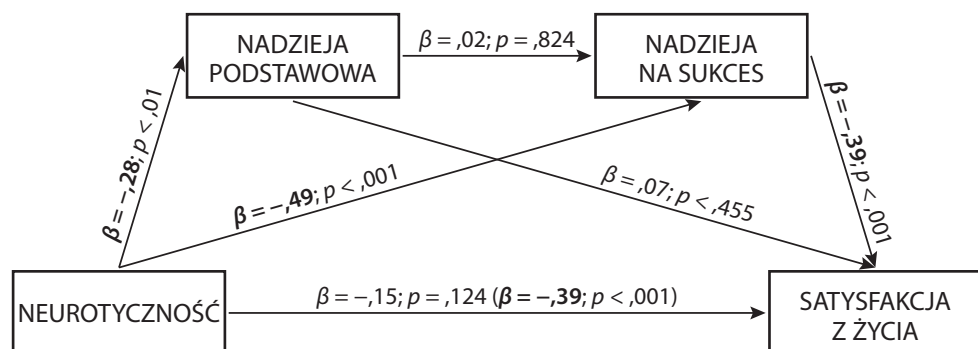 NADZIEJA
PODSTAWOWA
β = ,02; p = ,824
NADZIEJA
NA SUKCES
β = –,28; p < ,01
β = –,49; p < ,001
β = ,07; p < ,455
β = –,39; p < ,001
NEUROTYCZNOŚĆ
β = –,15; p = ,124 (β = –,39; p < ,001)
SATYSFAKCJA
Z ŻYCIA